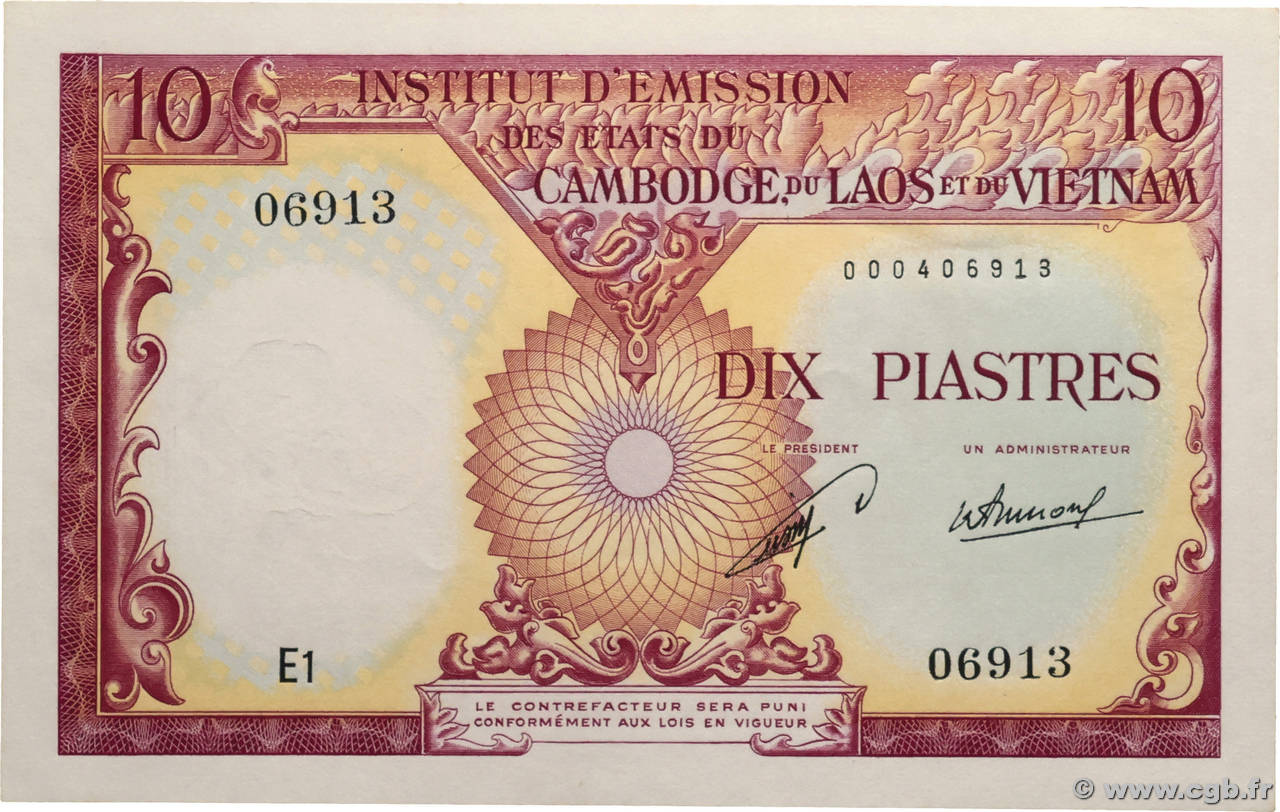 10 INSTITUT D'EMISSION 10
DES ETATS DU
CAMBODGE, DU LAOS ET DU VIETNAM
06913
000406913
DIX PIASTRES
LE PRESIDENT UN ADMINISTRATEUR
E1
06913
LE CONTREFACTEUR SERA PUNI
CONFORMÉMENT AUX LOIS EN VIGUEUR
© www.cgb.fr